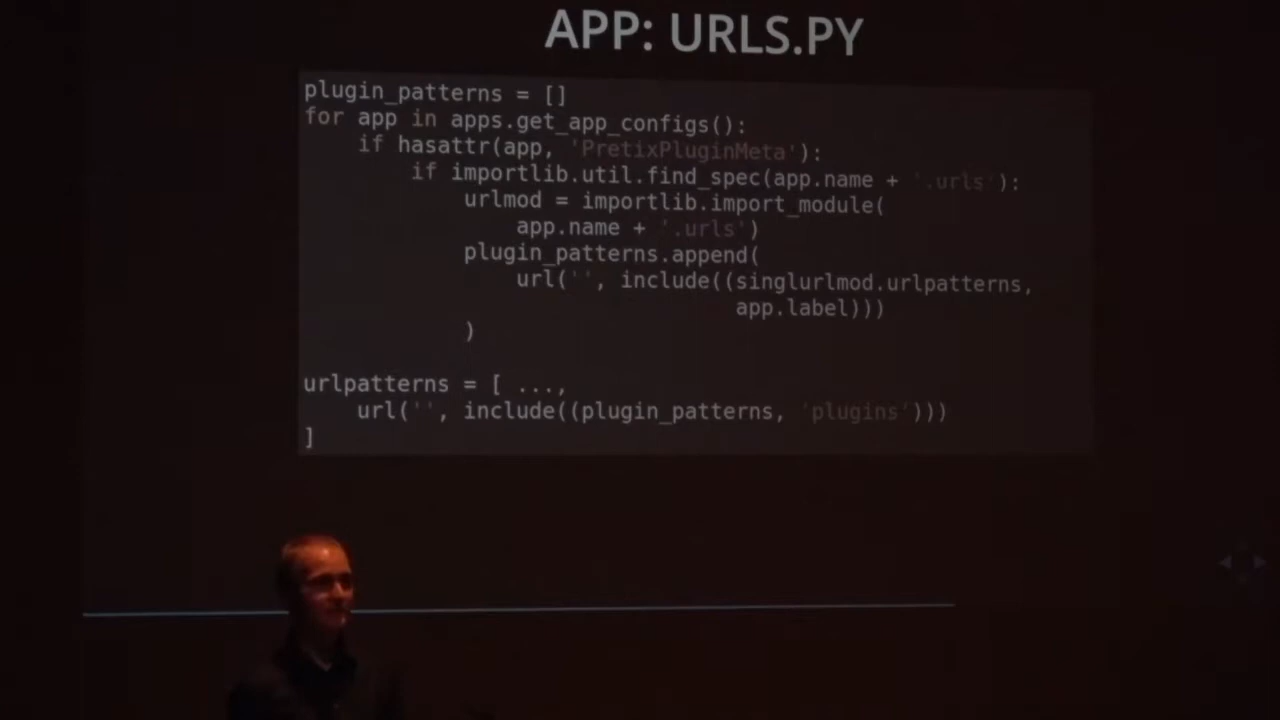 APP: URLS.PY
plugin_patterns = []
for app in apps.get_app_configs():
    if hasattr(app, 'PretixPluginMeta'):
        if importlib.util.find_spec(app.name + '.urls'):
            urlmod = importlib.import_module(
                app.name + '.urls')
            plugin_patterns.append(
                url('', include((singlurlmod.urlpatterns,
                                 app.label)))
            )
urlpatterns = [ ...,
    url('', include((plugin_patterns, 'plugins')))
]